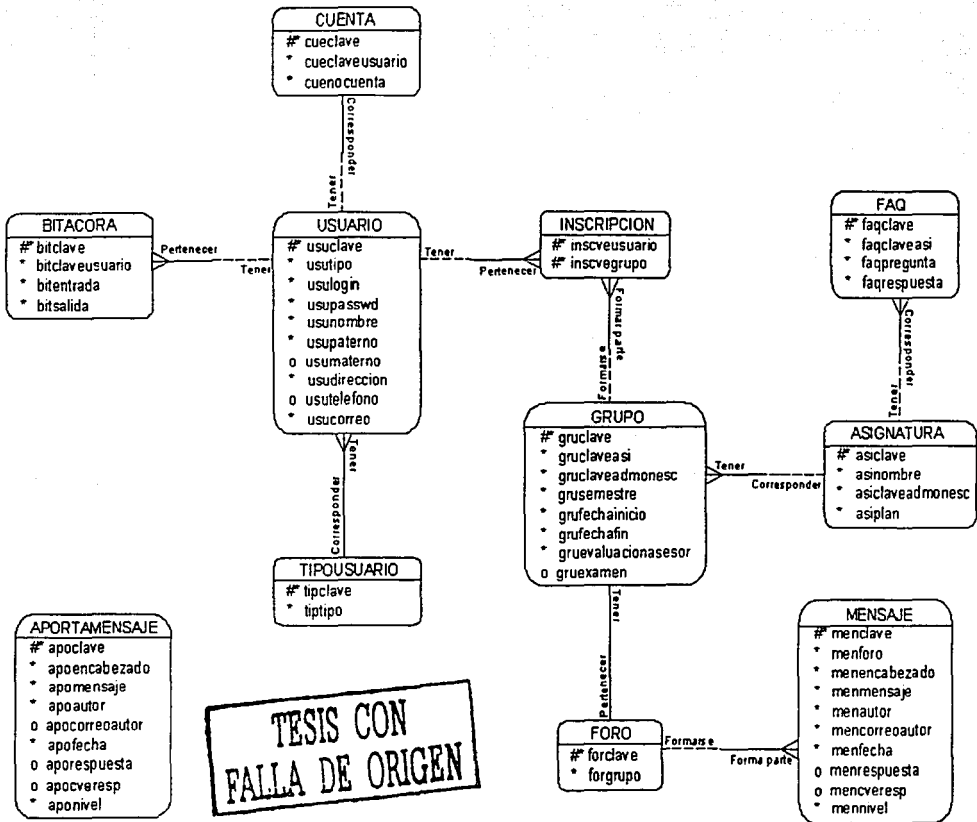 CUENTA
#* cueclave
* cueclaveusuario
* cuenocuenta
Corresponder
Tener
BITACORA
#* bitclave
* bitclaveusuario
* bitentrada
* bitsalida
Pertenecer
Tener
USUARIO
#* usuclave
* usutipo
* usulogin
* usupasswd
* usunombre
* usupaterno
o usumaterno
* usudireccion
o usutelefono
* usucorreo
Tener
Pertenecer
INSCRIPCION
#* inscveusuario
#* inscvegrupo
FAQ
#* faqclave
* faqclaveasi
* faqpregunta
* faqrespuesta
Formar parte
Formarse
Corresponder
Tener
GRUPO
#* gruclave
* gruclaveasi
* gruclaveadmonesc
* grusemestre
* grufechainicio
* grufechafin
* gruevaluacionasesor
o gruexamen
Tener
Corresponder
ASIGNATURA
#* asiclave
* asinombre
* asiclaveadmonesc
* asiplan
Tener
Corresponder
TIPOUSUARIO
#* tipclave
* tiptipo
Tener
Pertenecer
APORTAMENSAJE
#* apoclave
* apoencabezado
* apomensaje
* apoautor
o apocorreoautor
* apofecha
o aporespuesta
o apocveresp
* aponivel
TESIS CON
FALLA DE ORIGEN
FORO
#* forclave
* forgrupo
Formarse
Forma parte
MENSAJE
#* menclave
* menforo
* menencabezado
* menmensaje
* menautor
* mencorreoautor
* menfecha
o menrespuesta
o mencveresp
* mennivel